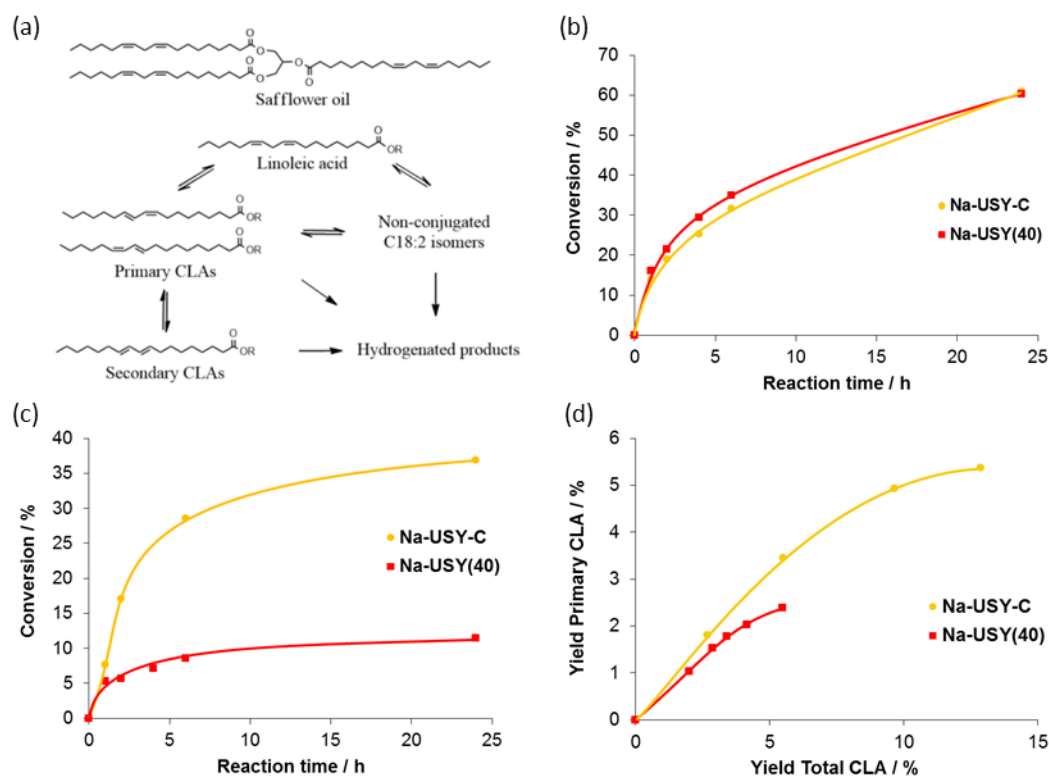 (a)
O
O
O
O
O
O
Safflower oil
O
OR
Linoleic acid
O
OR
O
OR
Primary CLAs
Non-conjugated
C18:2 isomers
O
OR
Secondary CLAs
Hydrogenated products
(b)
Conversion / %
70
60
50
40
30
20
10
0
0 5 10 15 20 25
Reaction time / h
Na-USY-C
Na-USY(40)
(c)
Conversion / %
40
35
30
25
20
15
10
5
0
0 5 10 15 20 25
Reaction time / h
Na-USY-C
Na-USY(40)
(d)
Yield Primary CLA / %
6
5
4
3
2
1
0
0 5 10 15
Yield Total CLA / %
Na-USY-C
Na-USY(40)